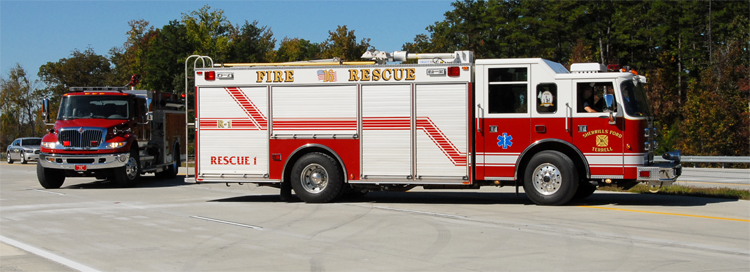 FIRE RESCUE
RESCUE 1
SHERRILLS FORD
TERRELL